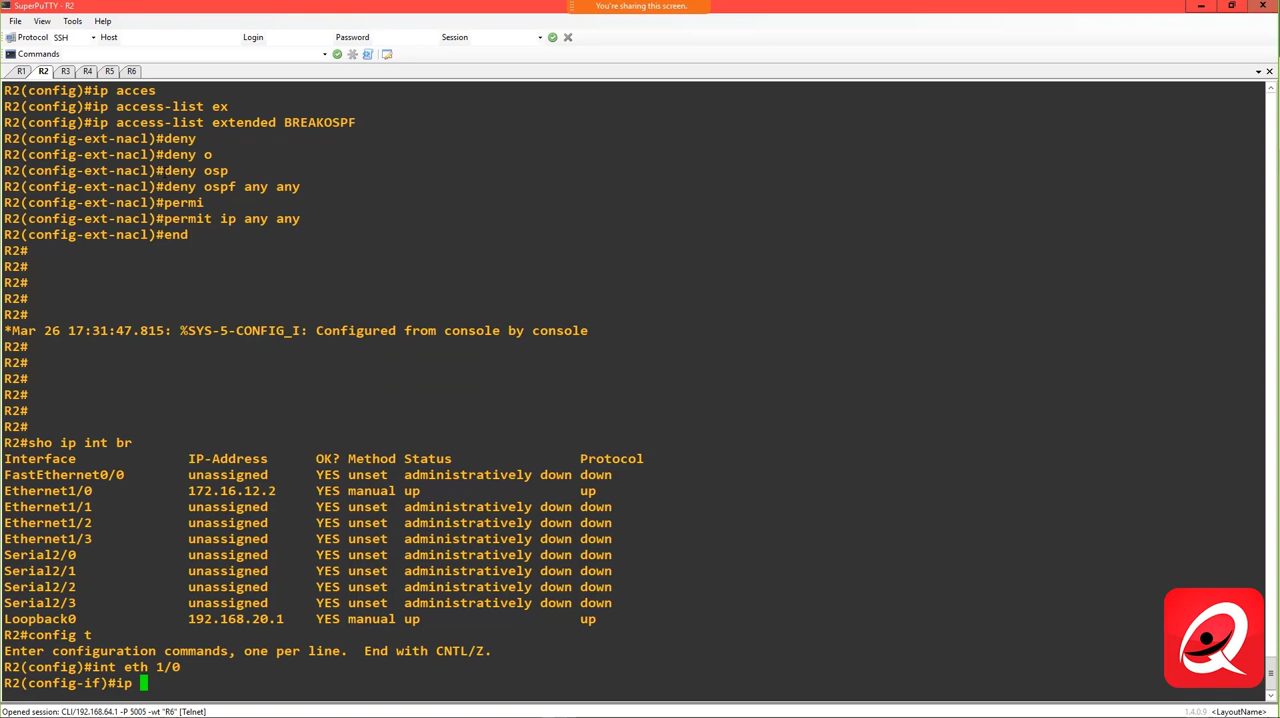 SuperPuTTY - R2
You're sharing this screen.
File View Tools Help
Protocol SSH Host Login Password Session
Commands
R1 R2 R3 R4 R5 R6
R2(config)#ip acces
R2(config)#ip access-list ex
R2(config)#ip access-list extended BREAKOSPF
R2(config-ext-nacl)#deny
R2(config-ext-nacl)#deny o
R2(config-ext-nacl)#deny osp
R2(config-ext-nacl)#deny ospf any any
R2(config-ext-nacl)#permi
R2(config-ext-nacl)#permit ip any any
R2(config-ext-nacl)#end
R2#
R2#
R2#
R2#
R2#
*Mar 26 17:31:47.815: %SYS-5-CONFIG_I: Configured from console by console
R2#
R2#
R2#
R2#
R2#
R2#
R2#sho ip int br
Interface IP-Address OK? Method Status Protocol
FastEthernet0/0 unassigned YES unset administratively down down
Ethernet1/0 172.16.12.2 YES manual up up
Ethernet1/1 unassigned YES unset administratively down down
Ethernet1/2 unassigned YES unset administratively down down
Ethernet1/3 unassigned YES unset administratively down down
Serial2/0 unassigned YES unset administratively down down
Serial2/1 unassigned YES unset administratively down down
Serial2/2 unassigned YES unset administratively down down
Serial2/3 unassigned YES unset administratively down down
Loopback0 192.168.20.1 YES manual up up
R2#config t
Enter configuration commands, one per line. End with CNTL/Z.
R2(config)#int eth 1/0
R2(config-if)#ip
Opened session: CLI/192.168.64.1 -P 5005 -wt "R6" [Telnet]
1.4.0.9 <LayoutName>